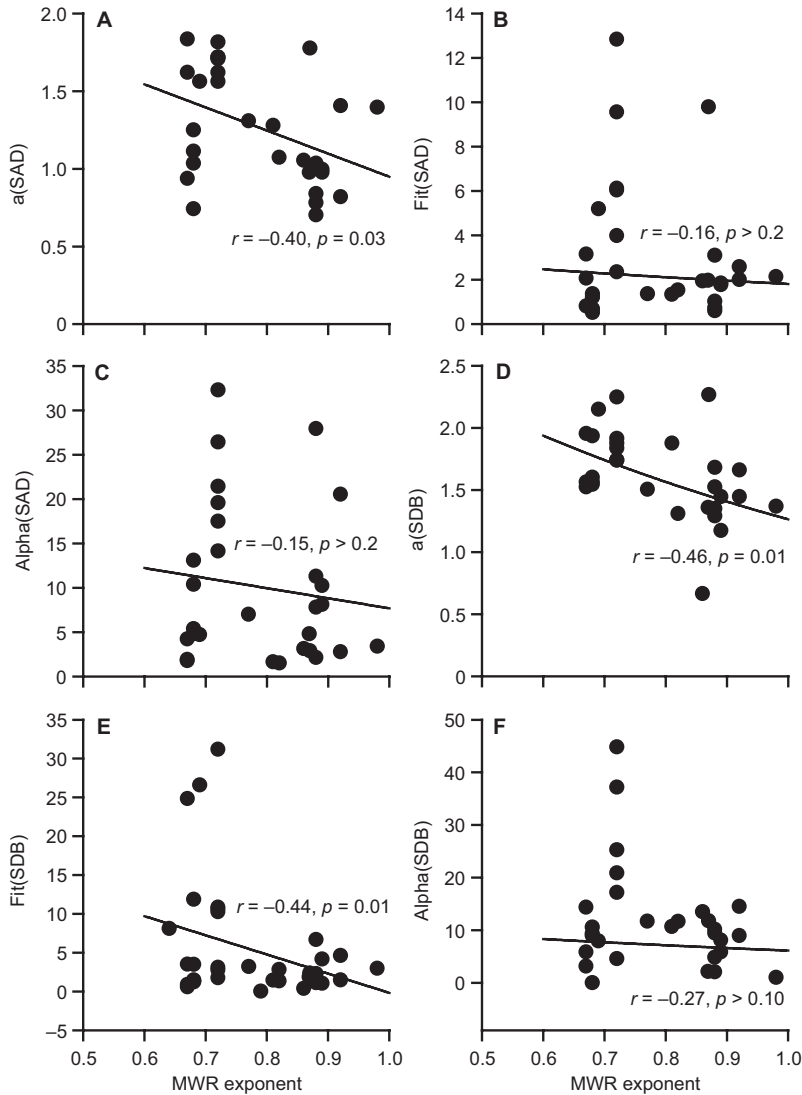 A
2.0
1.5
1.0
0.5
0
a(SAD)
r = –0.40, p = 0.03
B
14
12
10
8
6
4
2
0
Fit(SAD)
r = –0.16, p > 0.2
C
35
30
25
20
15
10
5
0
Alpha(SAD)
r = –0.15, p > 0.2
D
2.5
2.0
1.5
1.0
0.5
0
a(SDB)
r = –0.46, p = 0.01
E
35
30
25
20
15
10
5
0
–5
Fit(SDB)
r = –0.44, p = 0.01
0.5 0.6 0.7 0.8 0.9 1.0
MWR exponent
F
50
40
30
20
10
0
Alpha(SDB)
r = –0.27, p > 0.10
0.5 0.6 0.7 0.8 0.9 1.0
MWR exponent